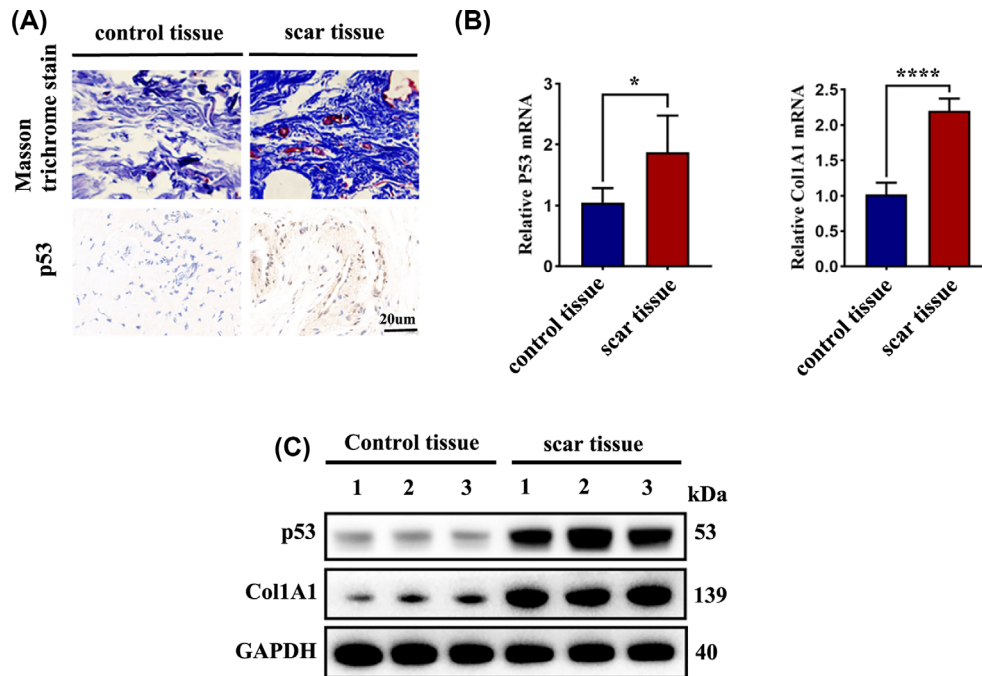 (A)
control tissue scar tissue
Masson
trichrome stain
p53
20um
(B)
Relative P53 mRNA
3
2
1
0
*
control tissue
scar tissue
Relative Col1A1 mRNA
2.5
2.0
1.5
1.0
0.5
0.0
****
control tissue
scar tissue
(C)
Control tissue scar tissue
1 2 3 1 2 3 kDa
p53 53
Col1A1 139
GAPDH 40